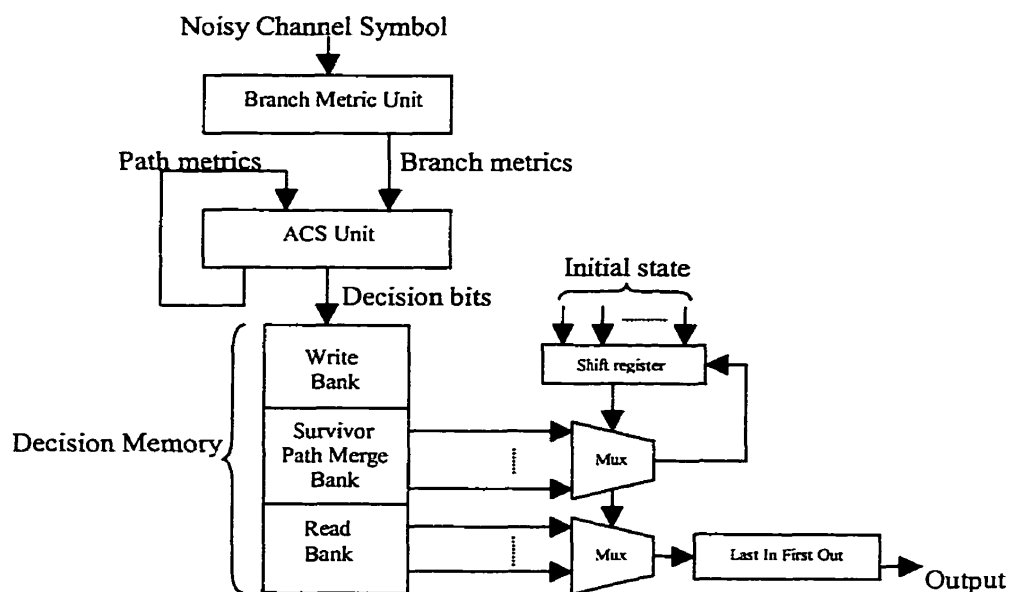 Noisy Channel Symbol
Branch Metric Unit
Path metrics
Branch metrics
ACS Unit
Initial state
Decision bits
Write
Bank
Shift register
Decision Memory
Survivor
Path Merge
Bank
Mux
Read
Bank
Mux
Last In First Out
Output